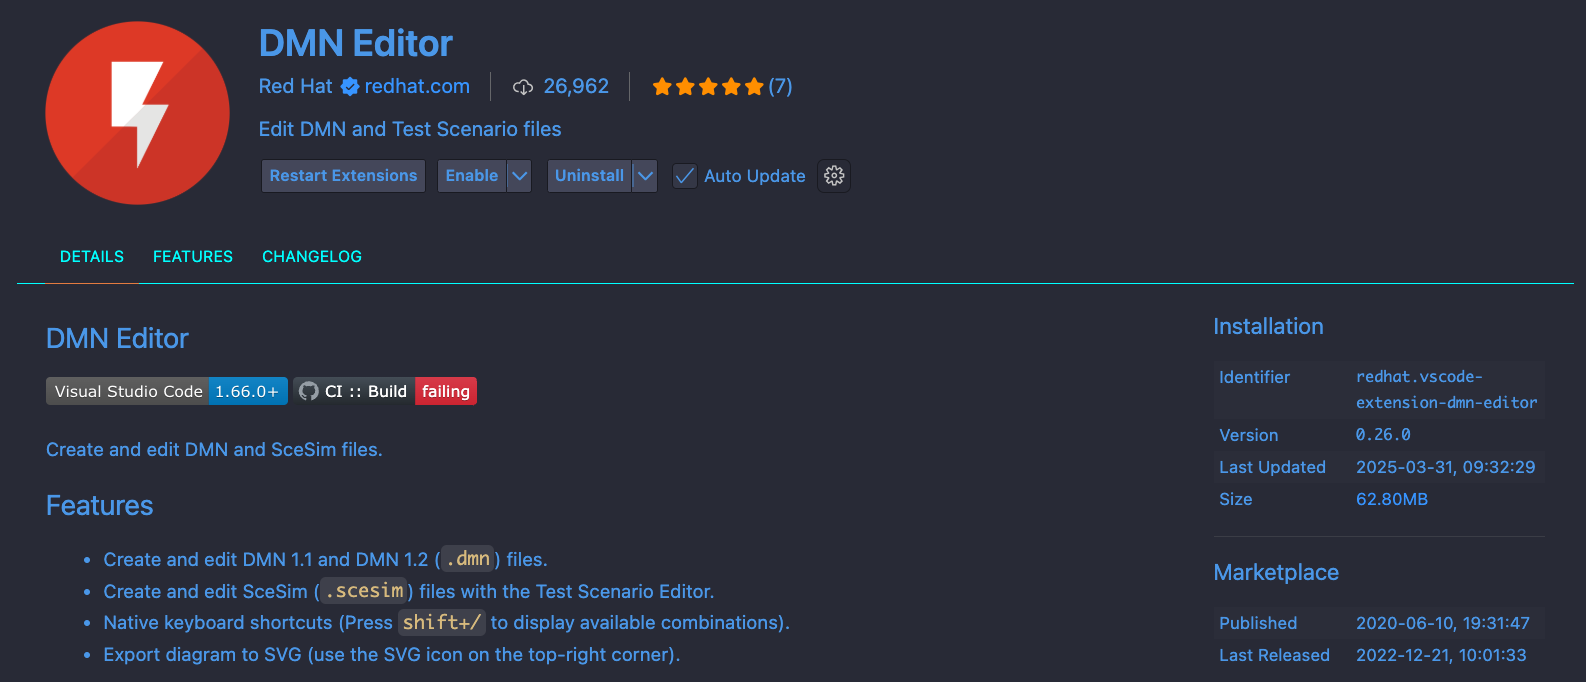 DMN Editor
Red Hat redhat.com 26,962 (7)
Edit DMN and Test Scenario files
Restart Extensions Enable Uninstall Auto Update
DETAILS FEATURES CHANGELOG
DMN Editor
Visual Studio Code 1.66.0+ CI :: Build failing
Create and edit DMN and SceSim files.
Features
• Create and edit DMN 1.1 and DMN 1.2 (.dmn) files.
• Create and edit SceSim (.scesim) files with the Test Scenario Editor.
• Native keyboard shortcuts (Press shift+/ to display available combinations).
• Export diagram to SVG (use the SVG icon on the top-right corner).
Installation
Identifier redhat.vscode-
extension-dmn-editor
Version 0.26.0
Last Updated 2025-03-31, 09:32:29
Size 62.80MB
Marketplace
Published 2020-06-10, 19:31:47
Last Released 2022-12-21, 10:01:33